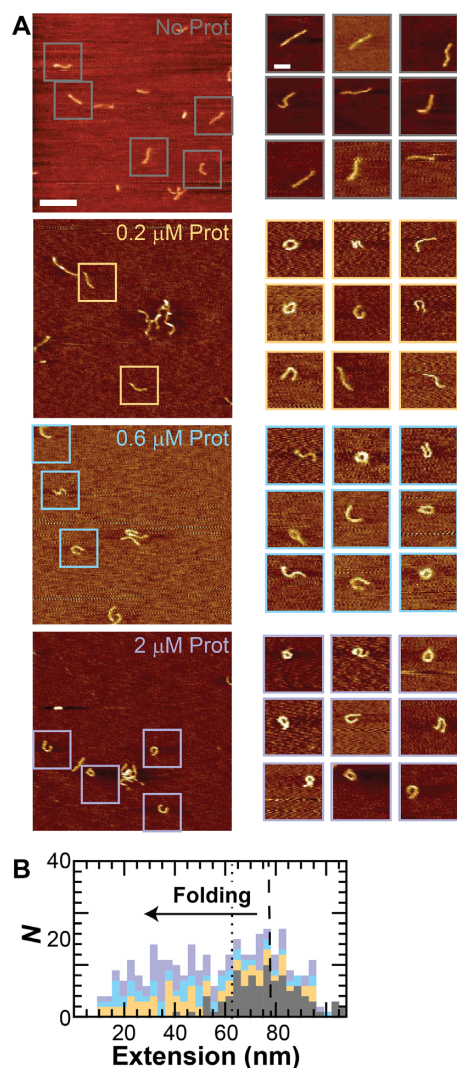 A
No Prot
0.2 µM Prot
0.6 µM Prot
2 µM Prot
B
40
20
0
N
Folding
20 40 60 80
Extension (nm)